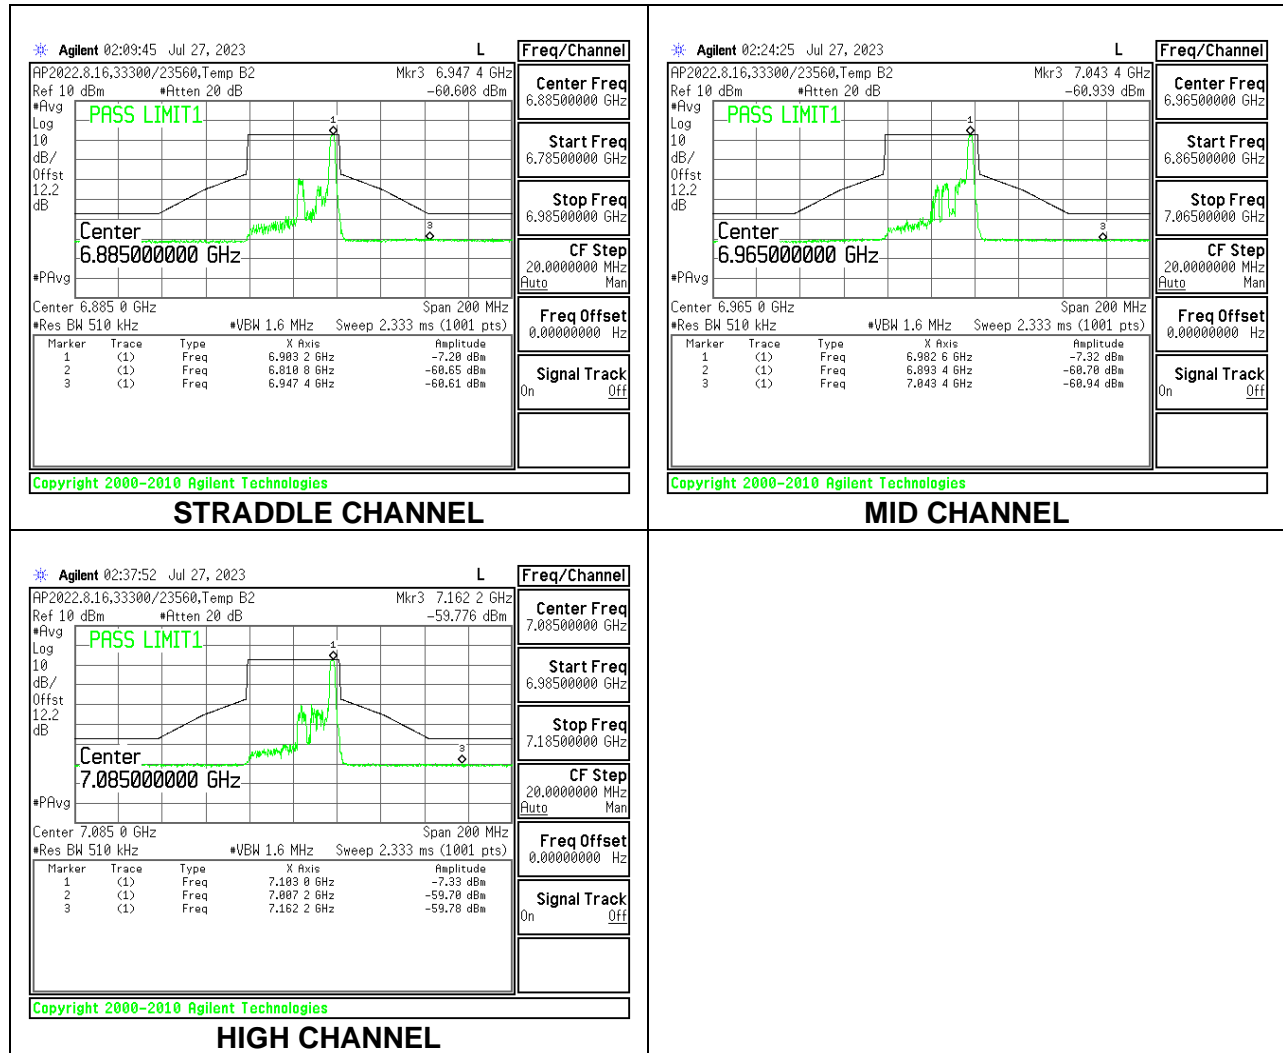 Agilent 02:09:45 Jul 27, 2023 L Freq/Channel
AP2022.8.16,33300/23560,Temp B2 Mkr3 6.947 4 GHz
Ref 10 dBm #Atten 20 dB -60.608 dBm
#Avg
Log
10
dB/
Offst
12.2
dB
#PAvg
PASS LIMIT1
1
3
Center
6.885000000 GHz
Center 6.885 0 GHz Span 200 MHz
#Res BW 510 kHz #VBW 1.6 MHz Sweep 2.333 ms (1001 pts)
Marker Trace Type X Axis Amplitude
1 (1) Freq 6.903 2 GHz -7.20 dBm
2 (1) Freq 6.810 8 GHz -60.65 dBm
3 (1) Freq 6.947 4 GHz -60.61 dBm
Center Freq
6.88500000 GHz
Start Freq
6.78500000 GHz
Stop Freq
6.98500000 GHz
CF Step
20.0000000 MHz
Auto Man
Freq Offset
0.00000000 Hz
Signal Track
On Off
Copyright 2000-2010 Agilent Technologies
STRADDLE CHANNEL
Agilent 02:24:25 Jul 27, 2023 L Freq/Channel
AP2022.8.16,33300/23560,Temp B2 Mkr3 7.043 4 GHz
Ref 10 dBm #Atten 20 dB -60.939 dBm
#Avg
Log
10
dB/
Offst
12.2
dB
#PAvg
PASS LIMIT1
1
3
Center
6.965000000 GHz
Center 6.965 0 GHz Span 200 MHz
#Res BW 510 kHz #VBW 1.6 MHz Sweep 2.333 ms (1001 pts)
Marker Trace Type X Axis Amplitude
1 (1) Freq 6.982 6 GHz -7.32 dBm
2 (1) Freq 6.893 4 GHz -60.70 dBm
3 (1) Freq 7.043 4 GHz -60.94 dBm
Center Freq
6.96500000 GHz
Start Freq
6.86500000 GHz
Stop Freq
7.06500000 GHz
CF Step
20.0000000 MHz
Auto Man
Freq Offset
0.00000000 Hz
Signal Track
On Off
Copyright 2000-2010 Agilent Technologies
MID CHANNEL
Agilent 02:37:52 Jul 27, 2023 L Freq/Channel
AP2022.8.16,33300/23560,Temp B2 Mkr3 7.162 2 GHz
Ref 10 dBm #Atten 20 dB -59.776 dBm
#Avg
Log
10
dB/
Offst
12.2
dB
#PAvg
PASS LIMIT1
1
3
Center
7.085000000 GHz
Center 7.085 0 GHz Span 200 MHz
#Res BW 510 kHz #VBW 1.6 MHz Sweep 2.333 ms (1001 pts)
Marker Trace Type X Axis Amplitude
1 (1) Freq 7.103 0 GHz -7.33 dBm
2 (1) Freq 7.007 2 GHz -59.70 dBm
3 (1) Freq 7.162 2 GHz -59.78 dBm
Center Freq
7.08500000 GHz
Start Freq
6.98500000 GHz
Stop Freq
7.18500000 GHz
CF Step
20.0000000 MHz
Auto Man
Freq Offset
0.00000000 Hz
Signal Track
On Off
Copyright 2000-2010 Agilent Technologies
HIGH CHANNEL